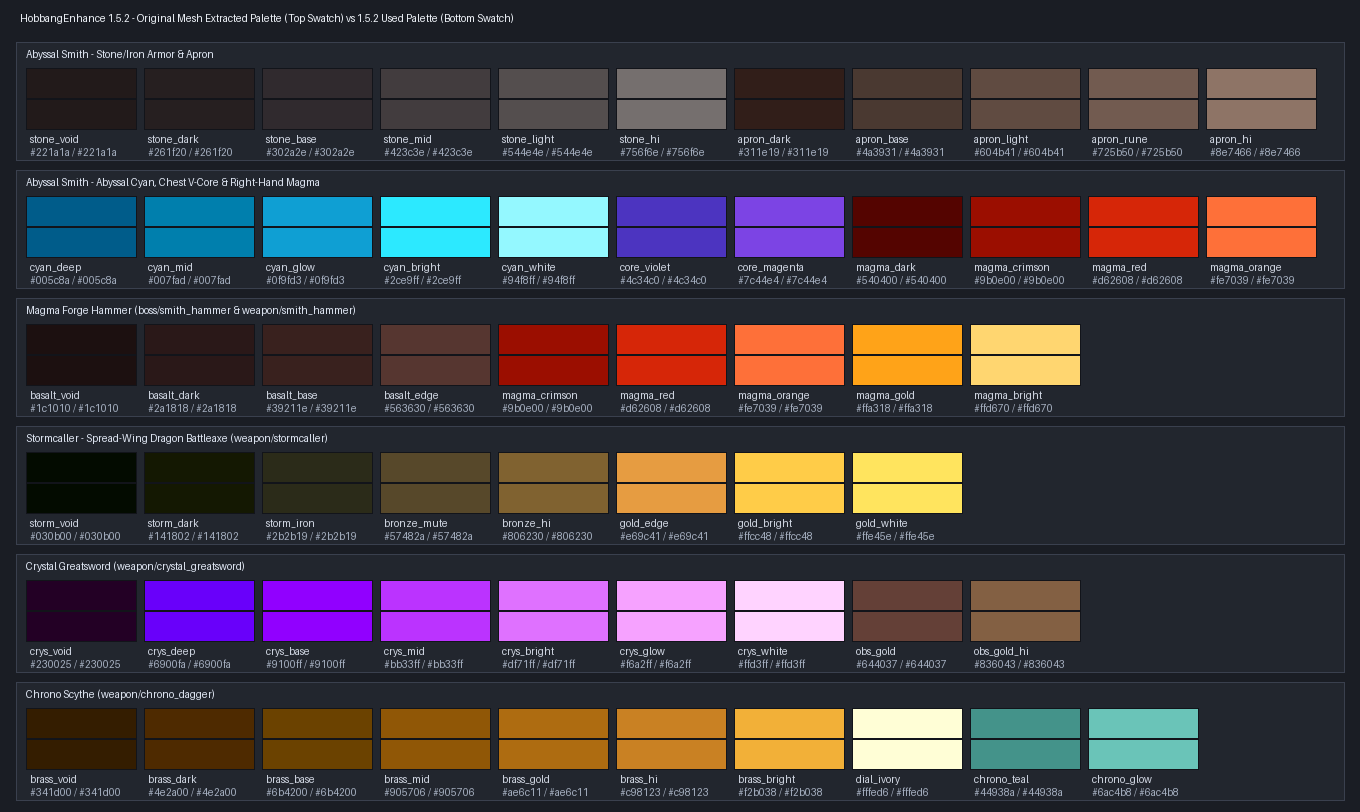 HobbangEnhance 1.5.2 - Original Mesh Extracted Palette (Top Swatch) vs 1.5.2 Used Palette (Bottom Swatch)
Abyssal Smith - Stone/Iron Armor & Apron
stone_void stone_dark stone_base stone_mid stone_light stone_hi apron_dark apron_base apron_light apron_rune apron_hi
#221a1a / #221a1a #261f20 / #261f20 #302a2e / #302a2e #423c3e / #423c3e #544e4e / #544e4e #756f6e / #756f6e #311e19 / #311e19 #4a3931 / #4a3931 #604b41 / #604b41 #725b50 / #725b50 #8e7466 / #8e7466
Abyssal Smith - Abyssal Cyan, Chest V-Core & Right-Hand Magma
cyan_deep cyan_mid cyan_glow cyan_bright cyan_white core_violet core_magenta magma_dark magma_crimson magma_red magma_orange
#005c8a / #005c8a #007fad / #007fad #0f9fd3 / #0f9fd3 #2ce9ff / #2ce9ff #94f8ff / #94f8ff #4c34c0 / #4c34c0 #7c44e4 / #7c44e4 #540400 / #540400 #9b0e00 / #9b0e00 #d62608 / #d62608 #fe7039 / #fe7039
Magma Forge Hammer (boss/smith_hammer & weapon/smith_hammer)
basalt_void basalt_dark basalt_base basalt_edge magma_crimson magma_red magma_orange magma_gold magma_bright
#1c1010 / #1c1010 #2a1818 / #2a1818 #39211e / #39211e #563630 / #563630 #9b0e00 / #9b0e00 #d62608 / #d62608 #fe7039 / #fe7039 #ffa318 / #ffa318 #ffd670 / #ffd670
Stormcaller - Spread-Wing Dragon Battleaxe (weapon/stormcaller)
storm_void storm_dark storm_iron bronze_mute bronze_hi gold_edge gold_bright gold_white
#030b00 / #030b00 #141802 / #141802 #2b2b19 / #2b2b19 #57482a / #57482a #806230 / #806230 #e69c41 / #e69c41 #ffcc48 / #ffcc48 #ffe45e / #ffe45e
Crystal Greatsword (weapon/crystal_greatsword)
crys_void crys_deep crys_base crys_mid crys_bright crys_glow crys_white obs_gold obs_gold_hi
#230025 / #230025 #6900fa / #6900fa #9100ff / #9100ff #bb33ff / #bb33ff #df71ff / #df71ff #f6a2ff / #f6a2ff #ffd3ff / #ffd3ff #644037 / #644037 #836043 / #836043
Chrono Scythe (weapon/chrono_dagger)
brass_void brass_dark brass_base brass_mid brass_gold brass_hi brass_bright dial_ivory chrono_teal chrono_glow
#341d00 / #341d00 #4e2a00 / #4e2a00 #6b4200 / #6b4200 #905706 / #905706 #ae6c11 / #ae6c11 #c98123 / #c98123 #f2b038 / #f2b038 #fffed6 / #fffed6 #44938a / #44938a #6ac4b8 / #6ac4b8